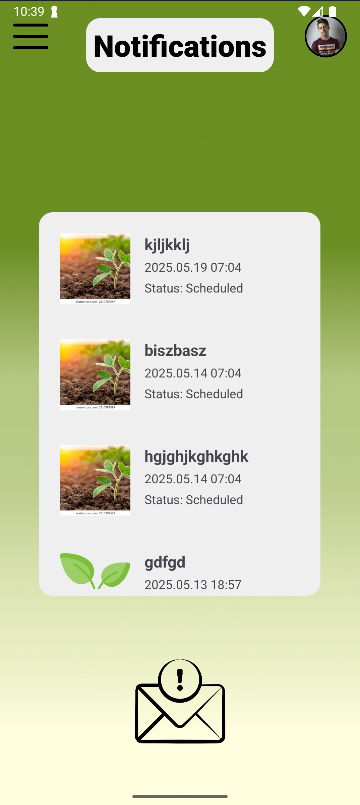 10:39
Notifications
kjljkklj
2025.05.19 07:04
Status: Scheduled
biszbasz
2025.05.14 07:04
Status: Scheduled
hgjghjkghkghk
2025.05.14 07:04
Status: Scheduled
gdfgd
2025.05.13 18:57